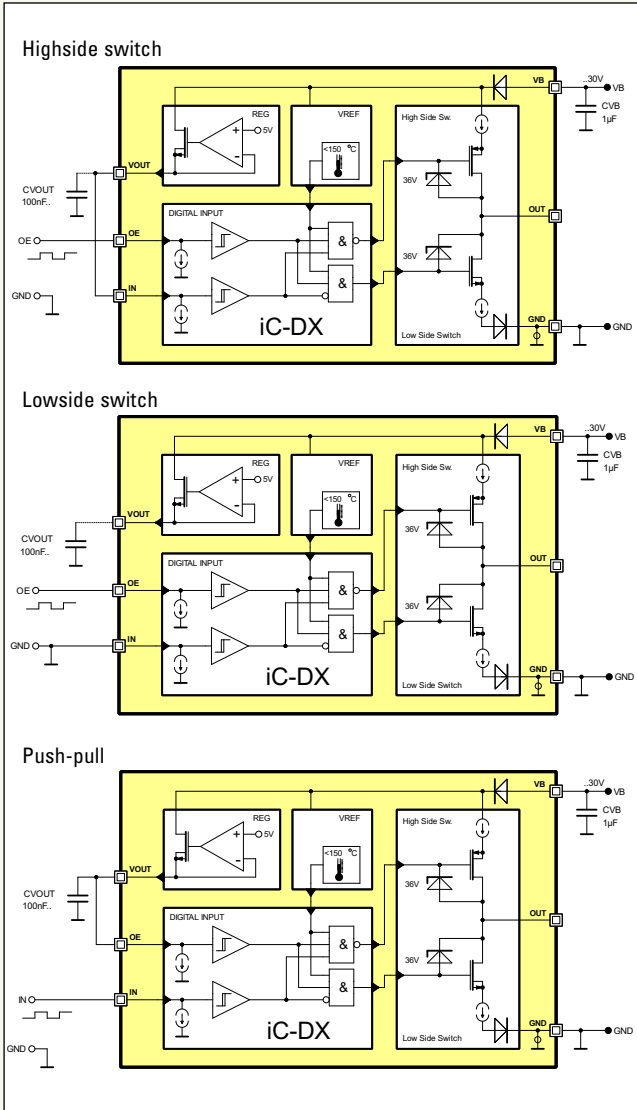 Highside switch
VB ..30V VB
CVB
1µF
REG
5V
VREF
<150 °C
High Side Sw.
36V
VOUT
CVOUT
100nF..
DIGITAL INPUT
OE OE
&
OUT
36V
IN
&
GND
iC-DX
Low Side Switch
GND GND
Lowside switch
VB ..30V VB
CVB
1µF
REG
5V
VREF
<150 °C
High Side Sw.
36V
VOUT
CVOUT
100nF..
DIGITAL INPUT
OE OE
&
OUT
36V
GND IN
&
iC-DX
Low Side Switch
GND GND
Push-pull
VB ..30V VB
CVB
1µF
REG
5V
VREF
<150 °C
High Side Sw.
36V
VOUT
CVOUT
100nF..
DIGITAL INPUT
OE
&
OUT
36V
IN IN
&
iC-DX
Low Side Switch
GND GND
GND